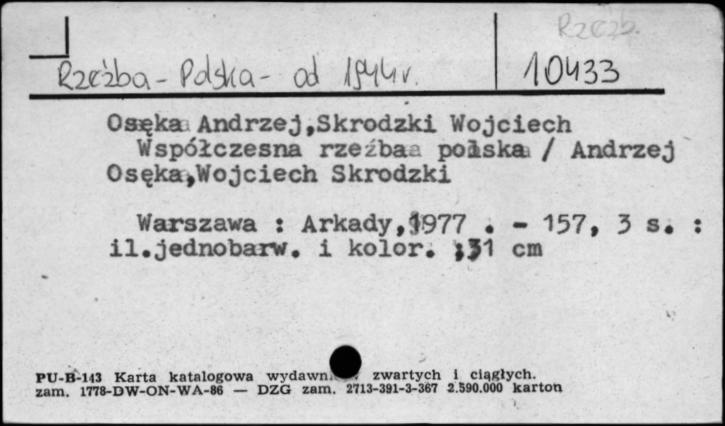 Rzeźb.
Rzeźba - Polska - od 1944 r. 10433
Osęka Andrzej,Skrodzki Wojciech
Współczesna rzeźba polska / Andrzej
Osęka,Wojciech Skrodzki
Warszawa : Arkady,1977 . - 157, 3 s. :
il.jednobarw. i kolor. ;31 cm
PU-B-143 Karta katalogowa wydawn. zwartych i ciągłych.
zam. 1778-DW-ON-WA-86 — DZG zam. 2713-391-3-367 2.590.000 karton